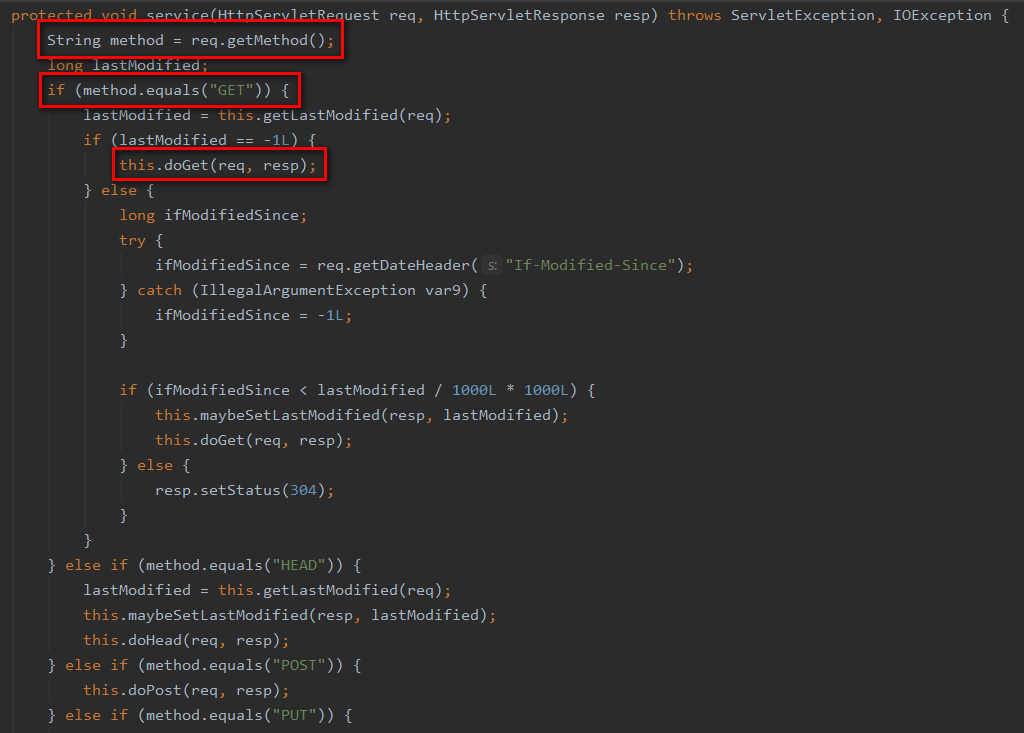 protected void service(HttpServletRequest req, HttpServletResponse resp) throws ServletException, IOException {
String method = req.getMethod();
long lastModified;
if (method.equals("GET")) {
lastModified = this.getLastModified(req);
if (lastModified == -1L) {
this.doGet(req, resp);
} else {
long ifModifiedSince;
try {
ifModifiedSince = req.getDateHeader( s: "If-Modified-Since");
} catch (IllegalArgumentException var9) {
ifModifiedSince = -1L;
}
if (ifModifiedSince < lastModified / 1000L * 1000L) {
this.maybeSetLastModified(resp, lastModified);
this.doGet(req, resp);
} else {
resp.setStatus(304);
}
}
} else if (method.equals("HEAD")) {
lastModified = this.getLastModified(req);
this.maybeSetLastModified(resp, lastModified);
this.doHead(req, resp);
} else if (method.equals("POST")) {
this.doPost(req, resp);
} else if (method.equals("PUT")) {